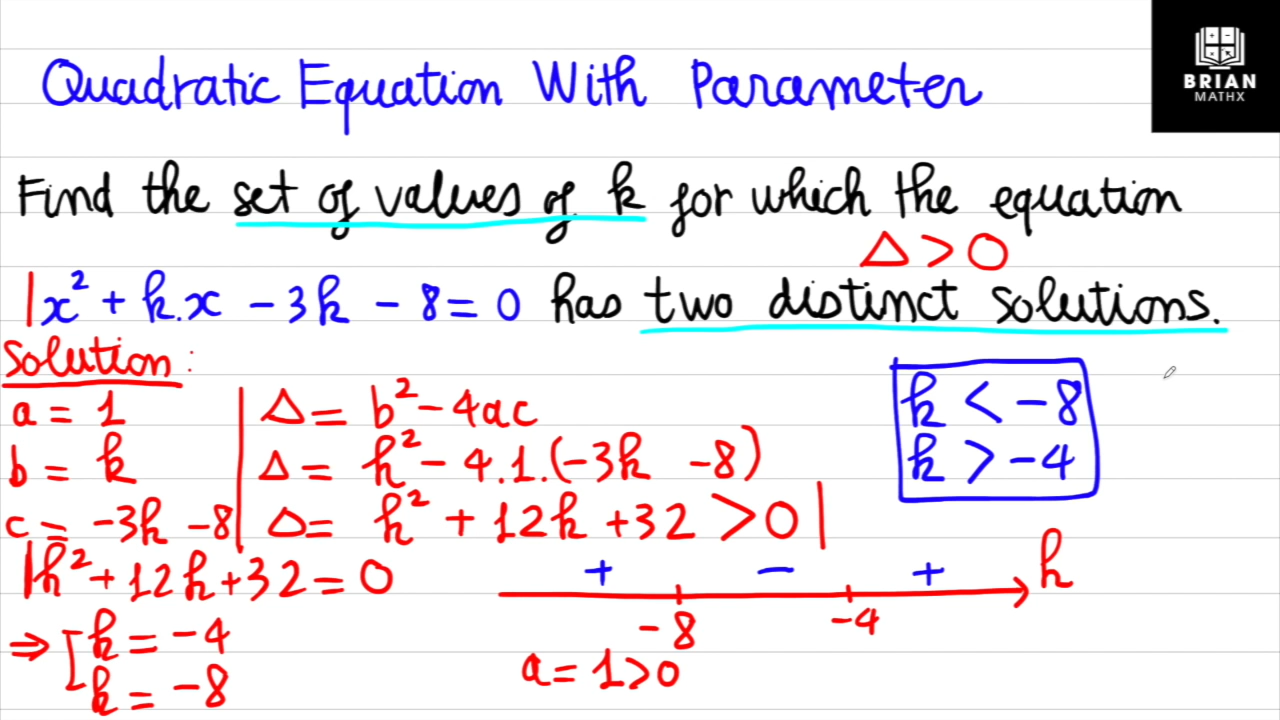 Quadratic Equation With Parameter
BRIAN
MATHX
Find the set of values of k for which the equation
Δ > 0
1x² + k.x - 3k - 8 = 0 has two distinct solutions.
Solution:
a = 1
b = k
c = -3k - 8
Δ = b² - 4ac
Δ = k² - 4.1.(-3k -8)
Δ = k² + 12k + 32 > 0
k < -8
k > -4
1k² + 12k + 32 = 0
⇒ [ k = -4
k = -8
+ - + k
-8 -4
a = 1 > 0